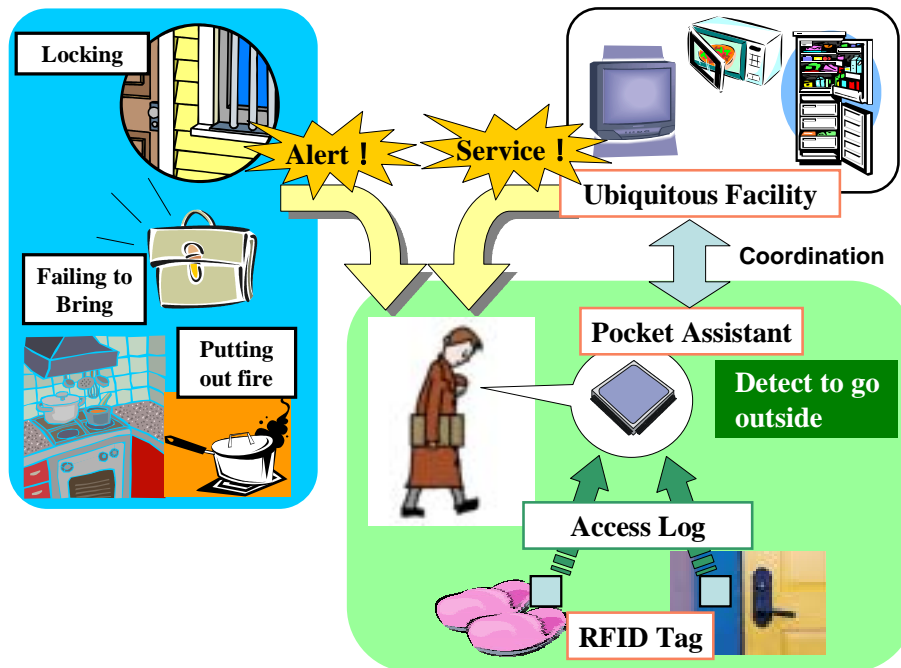 Locking
Alert！
Service！
Ubiquitous Facility
Coordination
Failing to
Bring
Putting
out fire
Pocket Assistant
Detect to go
outside
Access Log
RFID Tag